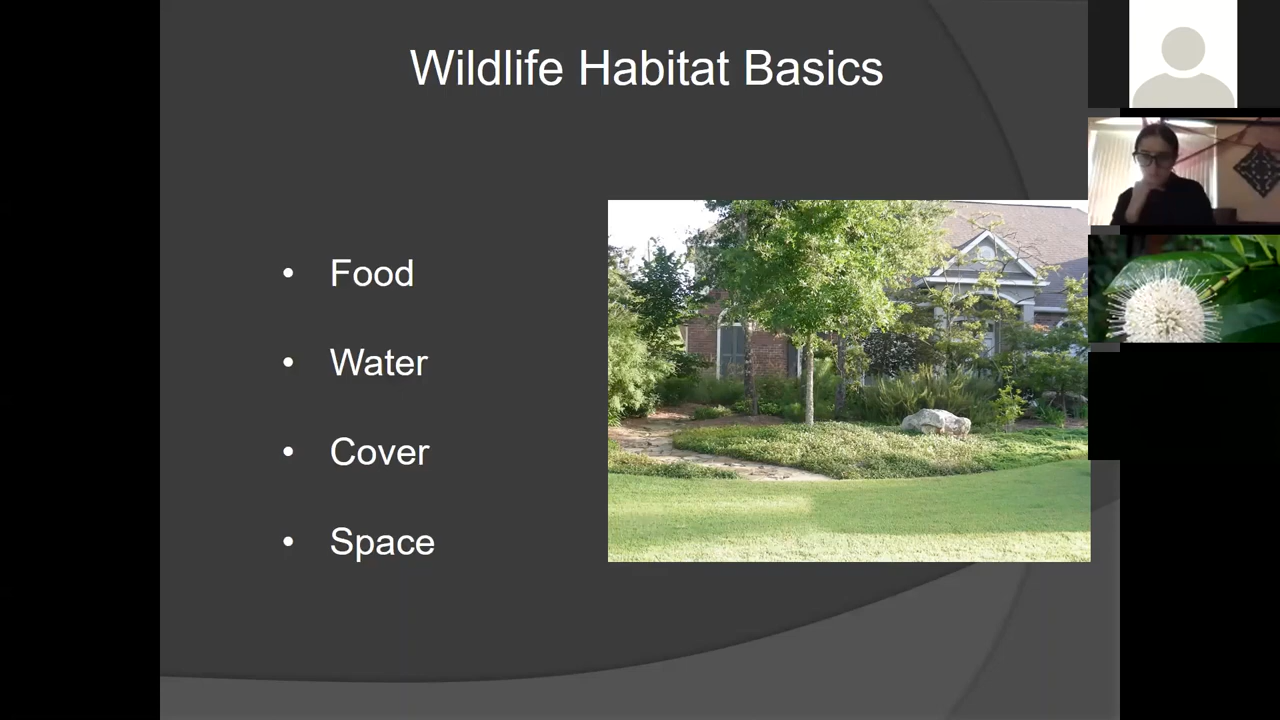 Wildlife Habitat Basics
• Food
• Water
• Cover
• Space